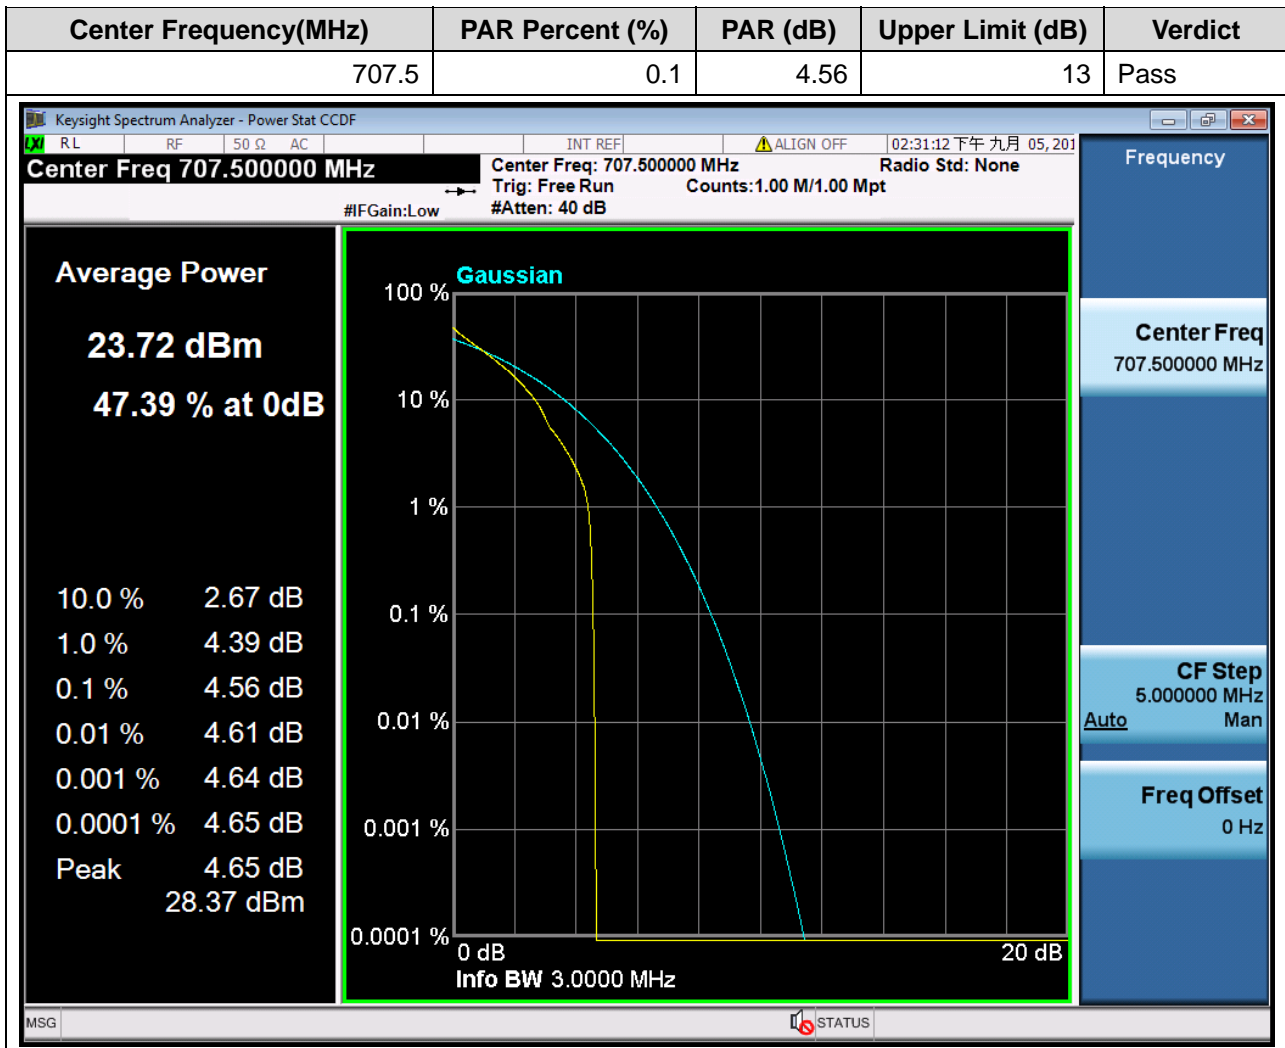 Center Frequency(MHz) PAR Percent (%) PAR (dB) Upper Limit (dB) Verdict
707.5 0.1 4.56 13 Pass
Keysight Spectrum Analyzer - Power Stat CCDF
LXI RL RF 50 Ω AC INT REF ALIGN OFF 02:31:12 下午 九月 05, 201
Center Freq 707.500000 MHz
Center Freq: 707.500000 MHz Radio Std: None
Trig: Free Run Counts:1.00 M/1.00 Mpt
#IFGain:Low #Atten: 40 dB
Average Power
23.72 dBm
47.39 % at 0dB
10.0 % 2.67 dB
1.0 % 4.39 dB
0.1 % 4.56 dB
0.01 % 4.61 dB
0.001 % 4.64 dB
0.0001 % 4.65 dB
Peak 4.65 dB
28.37 dBm
Gaussian
100 %
10 %
1 %
0.1 %
0.01 %
0.001 %
0.0001 %
0 dB 20 dB
Info BW 3.0000 MHz
Frequency
Center Freq
707.500000 MHz
CF Step
5.000000 MHz
Auto Man
Freq Offset
0 Hz
MSG STATUS